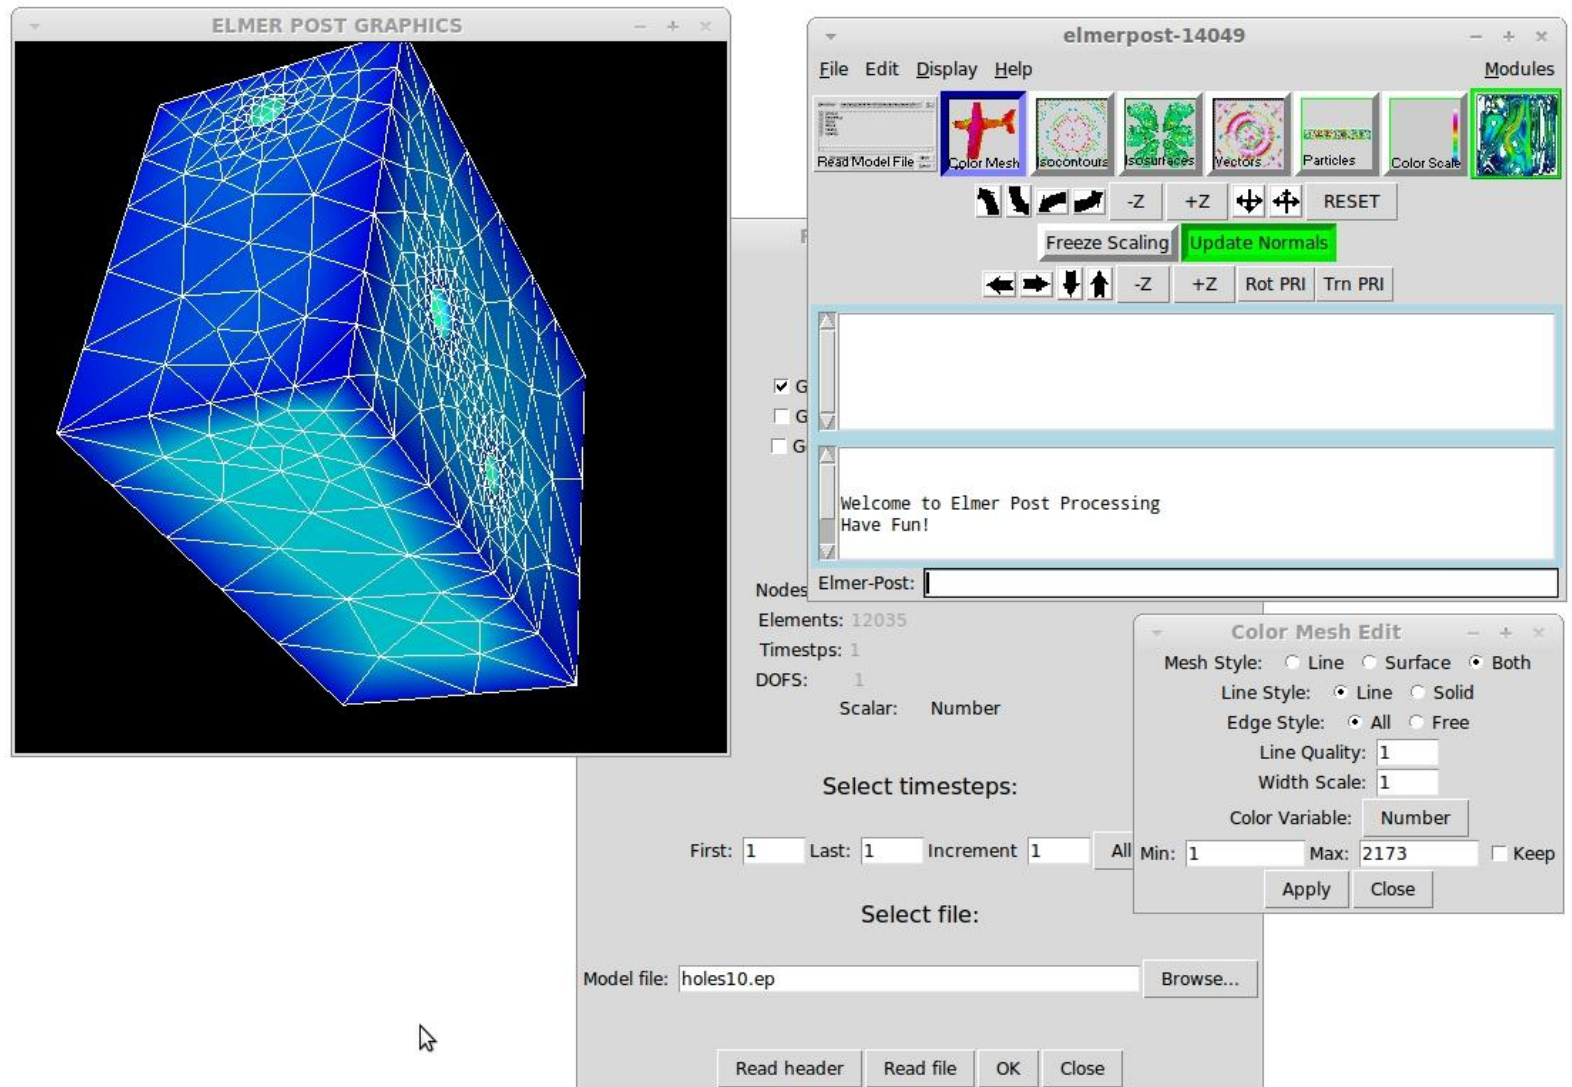 ELMER POST GRAPHICS
elmerpost-14049
File Edit Display Help Modules
Read Model File Color Mesh Isocontours Isosurfaces Vectors Particles Color Scale
-Z +Z RESET
Freeze Scaling Update Normals
-Z +Z Rot PRI Trn PRI
G
G
G
Welcome to Elmer Post Processing
Have Fun!
Elmer-Post:
Nodes
Elements: 12035
Timestps: 1
DOFS: 1
Scalar: Number
Select timesteps:
First: 1 Last: 1 Increment 1 All
Select file:
Model file: holes10.ep Browse...
Read header Read file OK Close
Color Mesh Edit
Mesh Style: Line Surface Both
Line Style: Line Solid
Edge Style: All Free
Line Quality: 1
Width Scale: 1
Color Variable: Number
Min: 1 Max: 2173 Keep
Apply Close